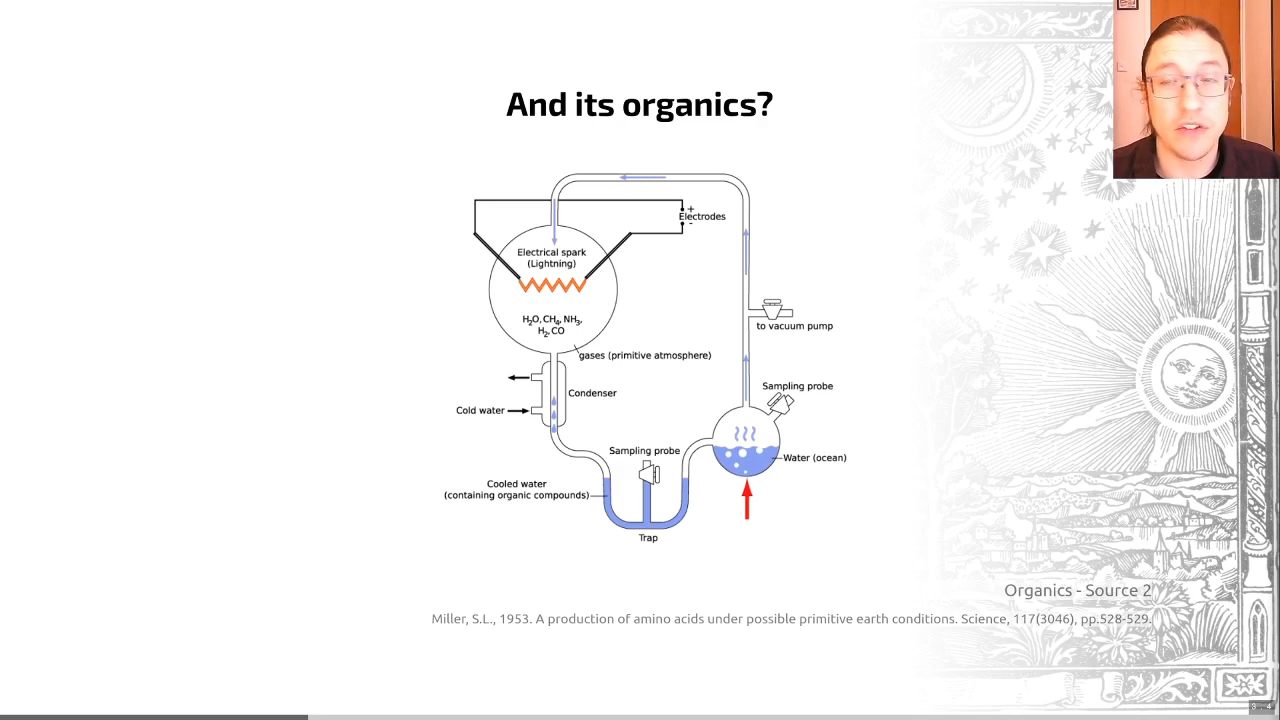 And its organics?
+
Electrodes
-
Electrical spark
(Lightning)
H2O, CH4, NH3,
H2, CO
to vacuum pump
gases (primitive atmosphere)
Sampling probe
Condenser
Cold water
Sampling probe
Water (ocean)
Cooled water
(containing organic compounds)
Trap
Organics - Source 2
Miller, S.L., 1953. A production of amino acids under possible primitive earth conditions. Science, 117(3046), pp.528-529.